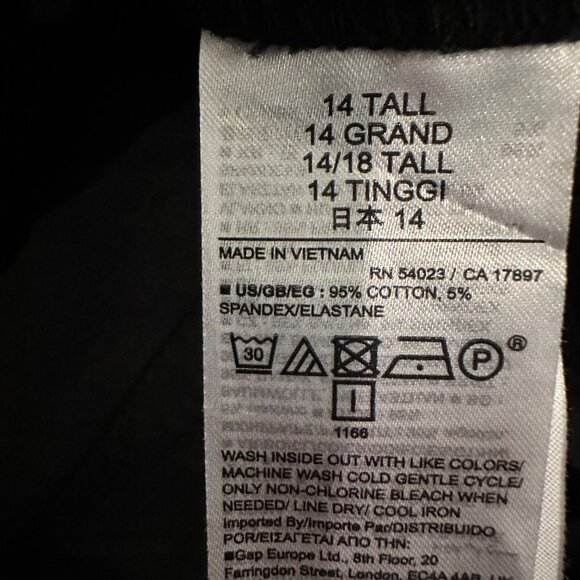 14 TALL
14 GRAND
14/18 TALL
14 TINGGI
日本 14
MADE IN VIETNAM
RN 54023 / CA 17897
■ US/GB/EG : 95% COTTON, 5%
SPANDEX/ELASTANE
30 P ®
1166
WASH INSIDE OUT WITH LIKE COLORS/
MACHINE WASH COLD GENTLE CYCLE/
ONLY NON-CHLORINE BLEACH WHEN
NEEDED/ LINE DRY/ COOL IRON
Imported By/Importe Par/DISTRIBUIDO
POR/ΕΙΣΑΓΕΤΑΙ ΑΠΟ ΤΗΝ:
■Gap Europe Ltd., 8th Floor, 20
Farringdon Street, London, EC4A 4AB